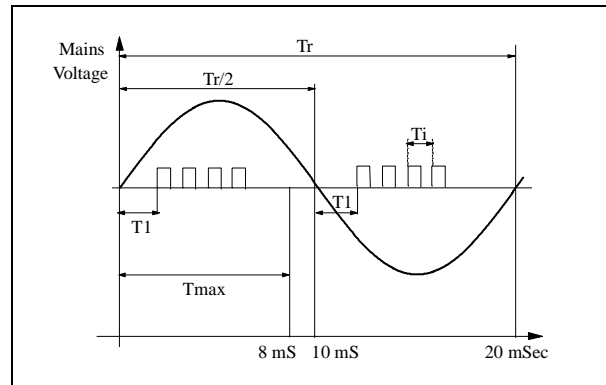 Mains
Voltage
Tr
Tr/2
Ti
T1
T1
Tmax
8 mS
10 mS
20 mSec